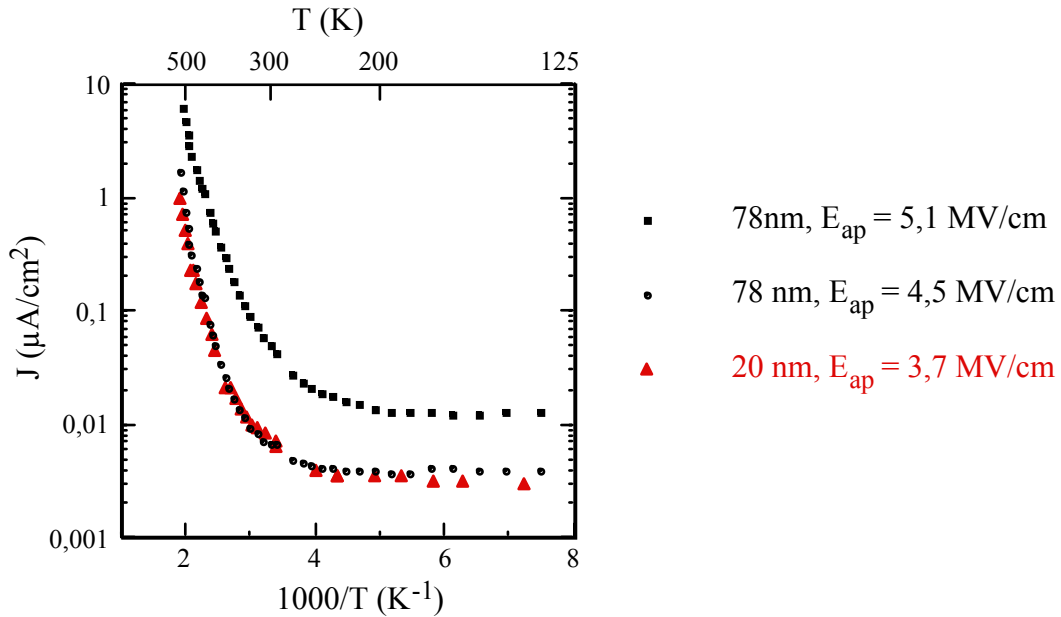 T (K)
500 300 200 125
10
1
0,1
0,01
0,001
J (µA/cm²)
2 4 6 8
1000/T (K⁻¹)
78nm, Eap = 5,1 MV/cm
78 nm, Eap = 4,5 MV/cm
20 nm, Eap = 3,7 MV/cm